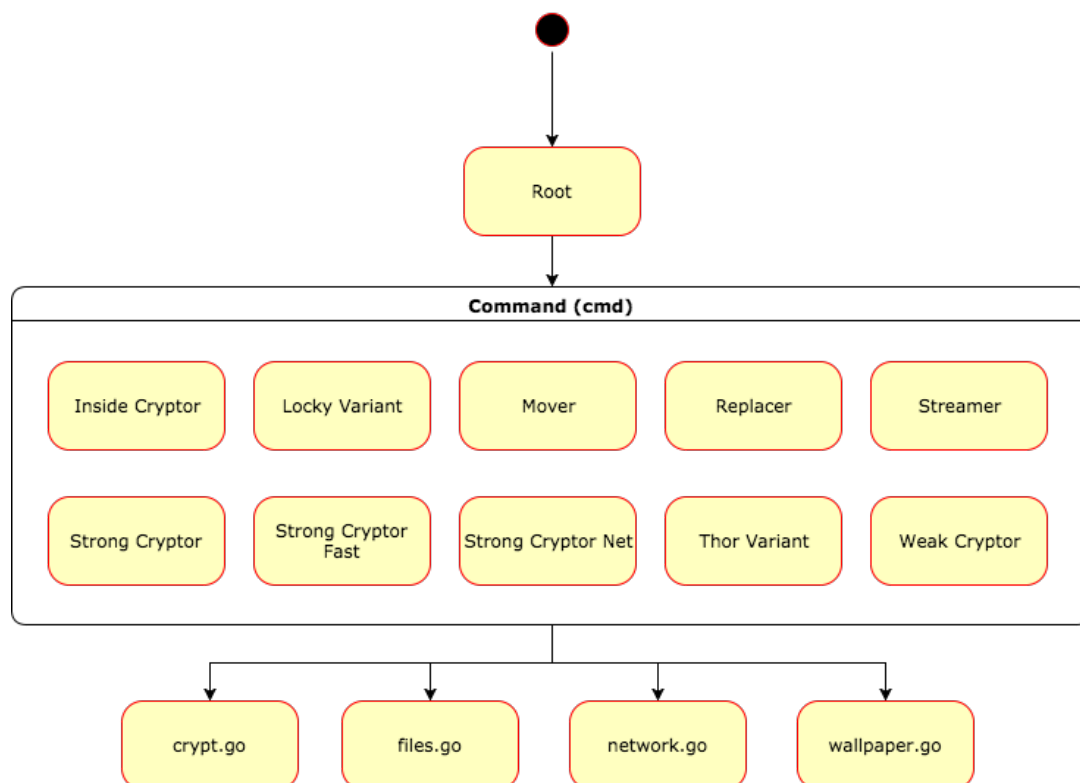 Root
Command (cmd)
Inside Cryptor
Locky Variant
Mover
Replacer
Streamer
Strong Cryptor
Strong Cryptor
Fast
Strong Cryptor Net
Thor Variant
Weak Cryptor
crypt.go
files.go
network.go
wallpaper.go